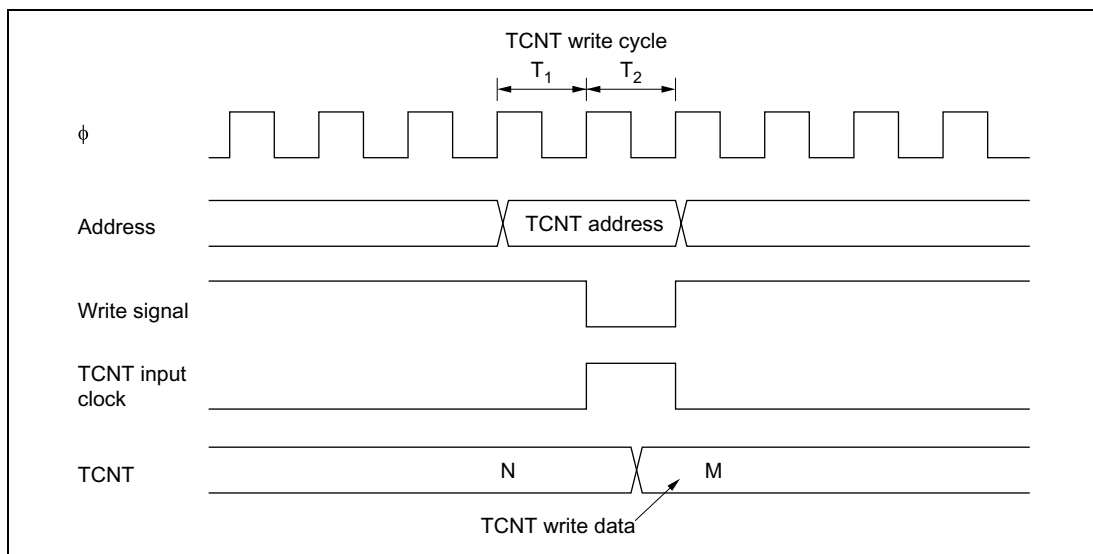 TCNT write cycle
T1 T2
ϕ
Address
TCNT address
Write signal
TCNT input
clock
TCNT
N
M
TCNT write data